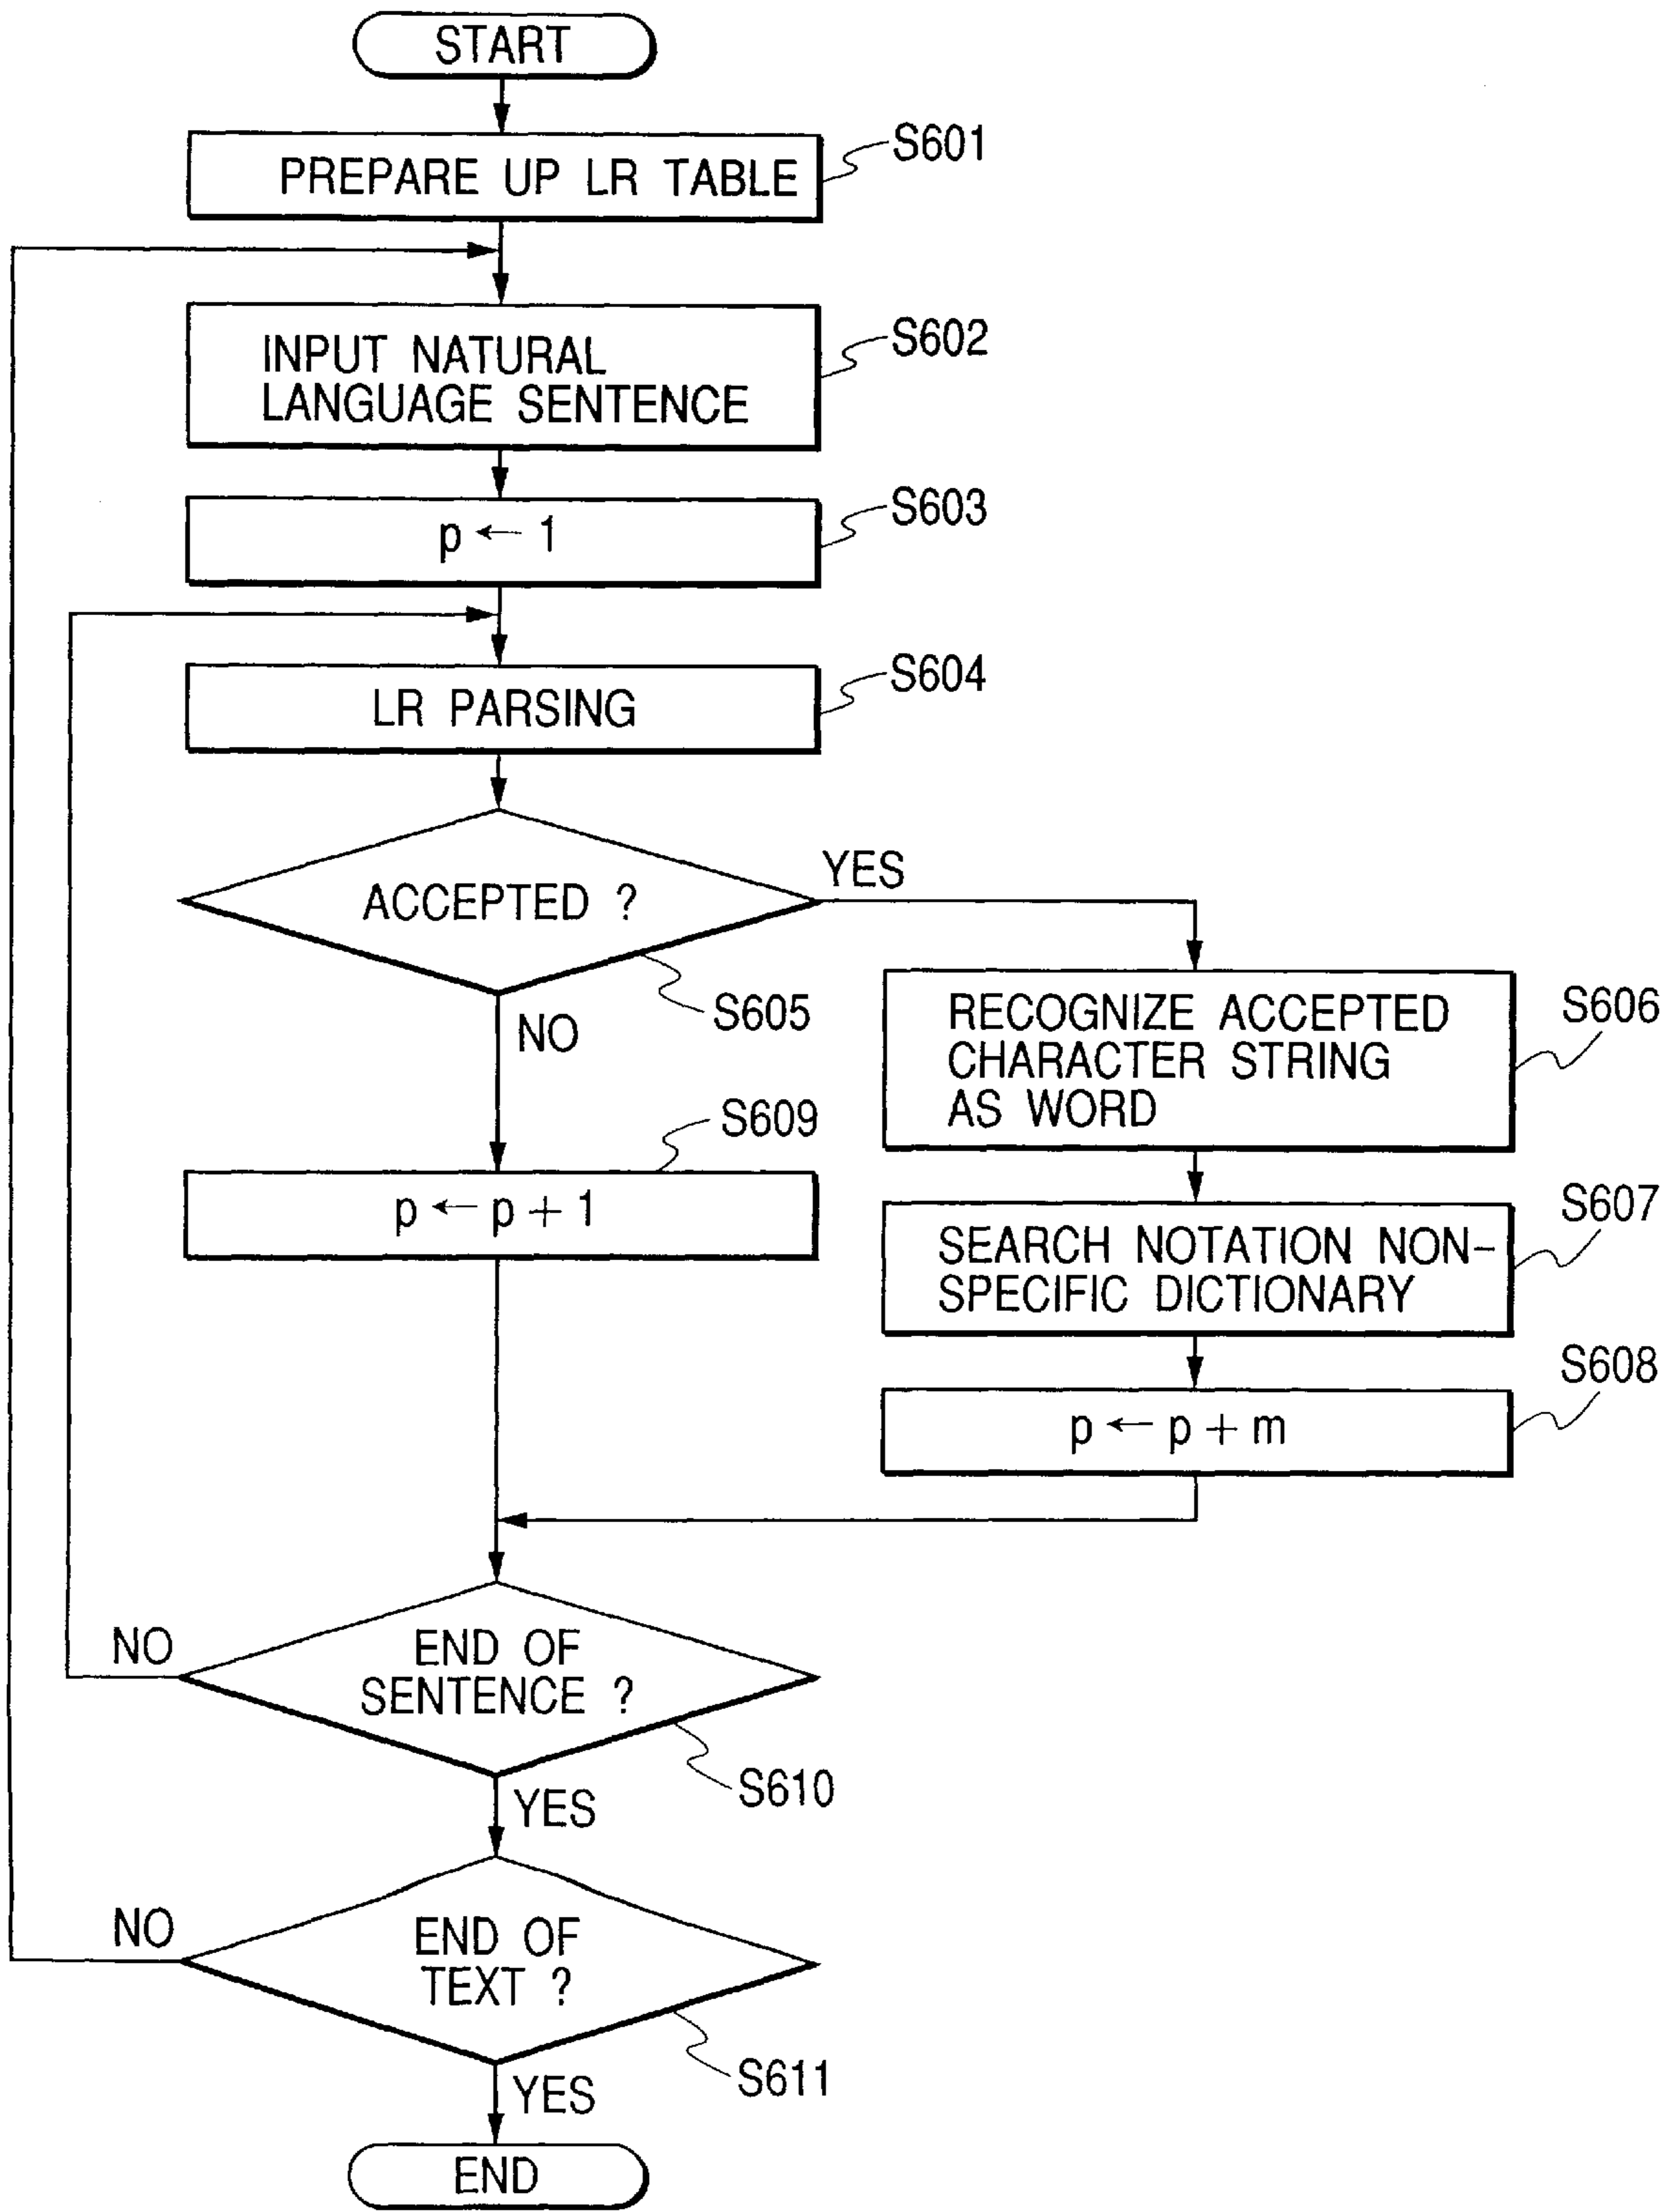 START
PREPARE UP LR TABLE
S601
INPUT NATURAL
LANGUAGE SENTENCE
S602
p ← 1
S603
LR PARSING
S604
ACCEPTED ?
YES
S605
NO
RECOGNIZE ACCEPTED
CHARACTER STRING
AS WORD
S606
SEARCH NOTATION NON-
SPECIFIC DICTIONARY
S607
p ← p + m
S608
S609
p ← p + 1
END OF
SENTENCE ?
NO
S610
YES
END OF
TEXT ?
NO
S611
YES
END